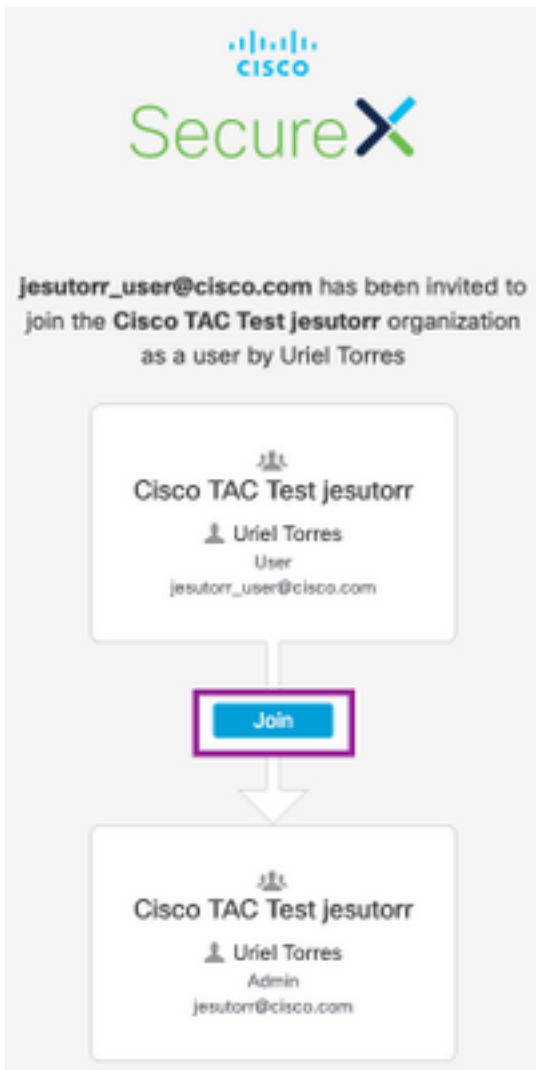 CISCO
SecureX
jesutorr_user@cisco.com has been invited to
join the Cisco TAC Test jesutorr organization
as a user by Uriel Torres
Cisco TAC Test jesutorr
Uriel Torres
User
jesutorr_user@cisco.com
Join
Cisco TAC Test jesutorr
Uriel Torres
Admin
jesutorr@cisco.com